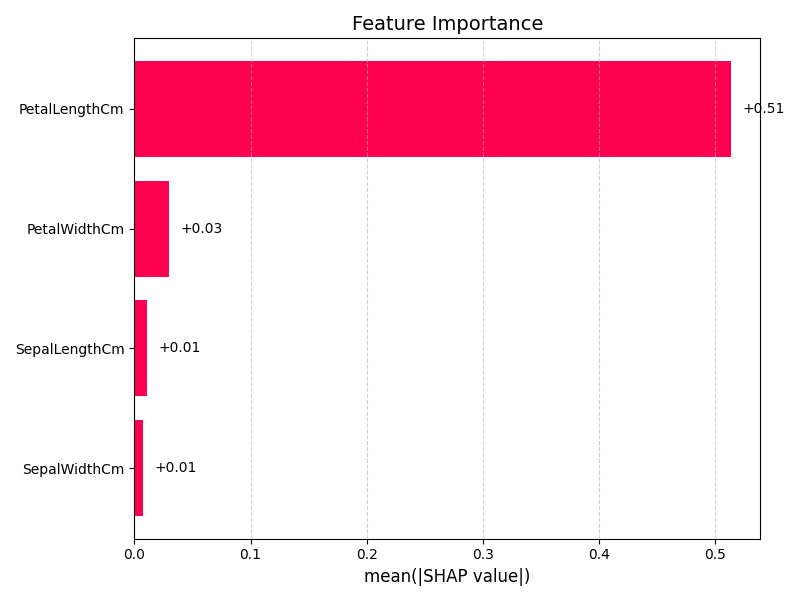 Feature Importance
PetalLengthCm
+0.51
PetalWidthCm
+0.03
SepalLengthCm
+0.01
SepalWidthCm
+0.01
0.0 0.1 0.2 0.3 0.4 0.5
mean(|SHAP value|)